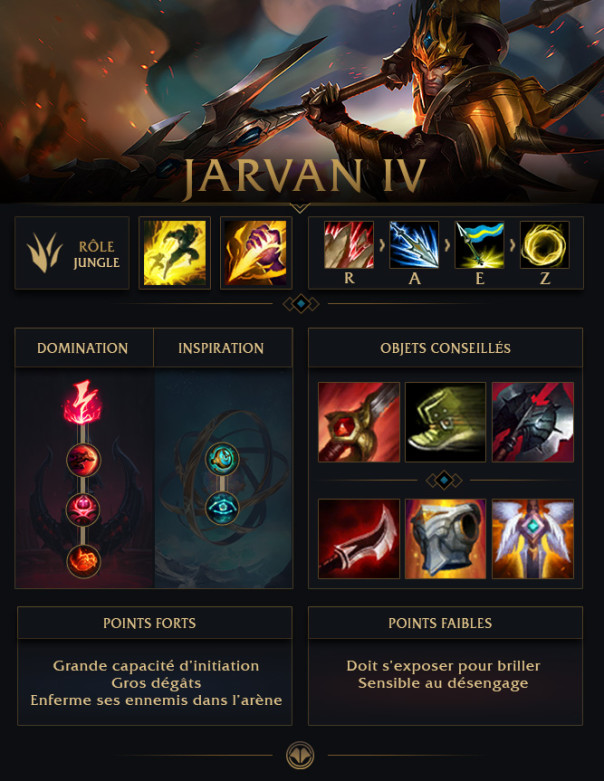 JARVAN IV
RÔLE
JUNGLE
R
A
E
Z
DOMINATION
INSPIRATION
OBJETS CONSEILLÉS
POINTS FORTS
Grande capacité d'initiation
Gros dégâts
Enferme ses ennemis dans l'arène
POINTS FAIBLES
Doit s'exposer pour briller
Sensible au désengage